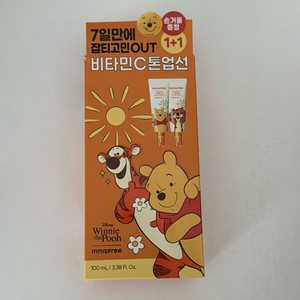 7일만에
잡티고민OUT
비타민C톤업선
손거울
증정
1+1
Disney
Winnie
the Pooh
innisfree
100 mL / 3.38 Fl. Oz.